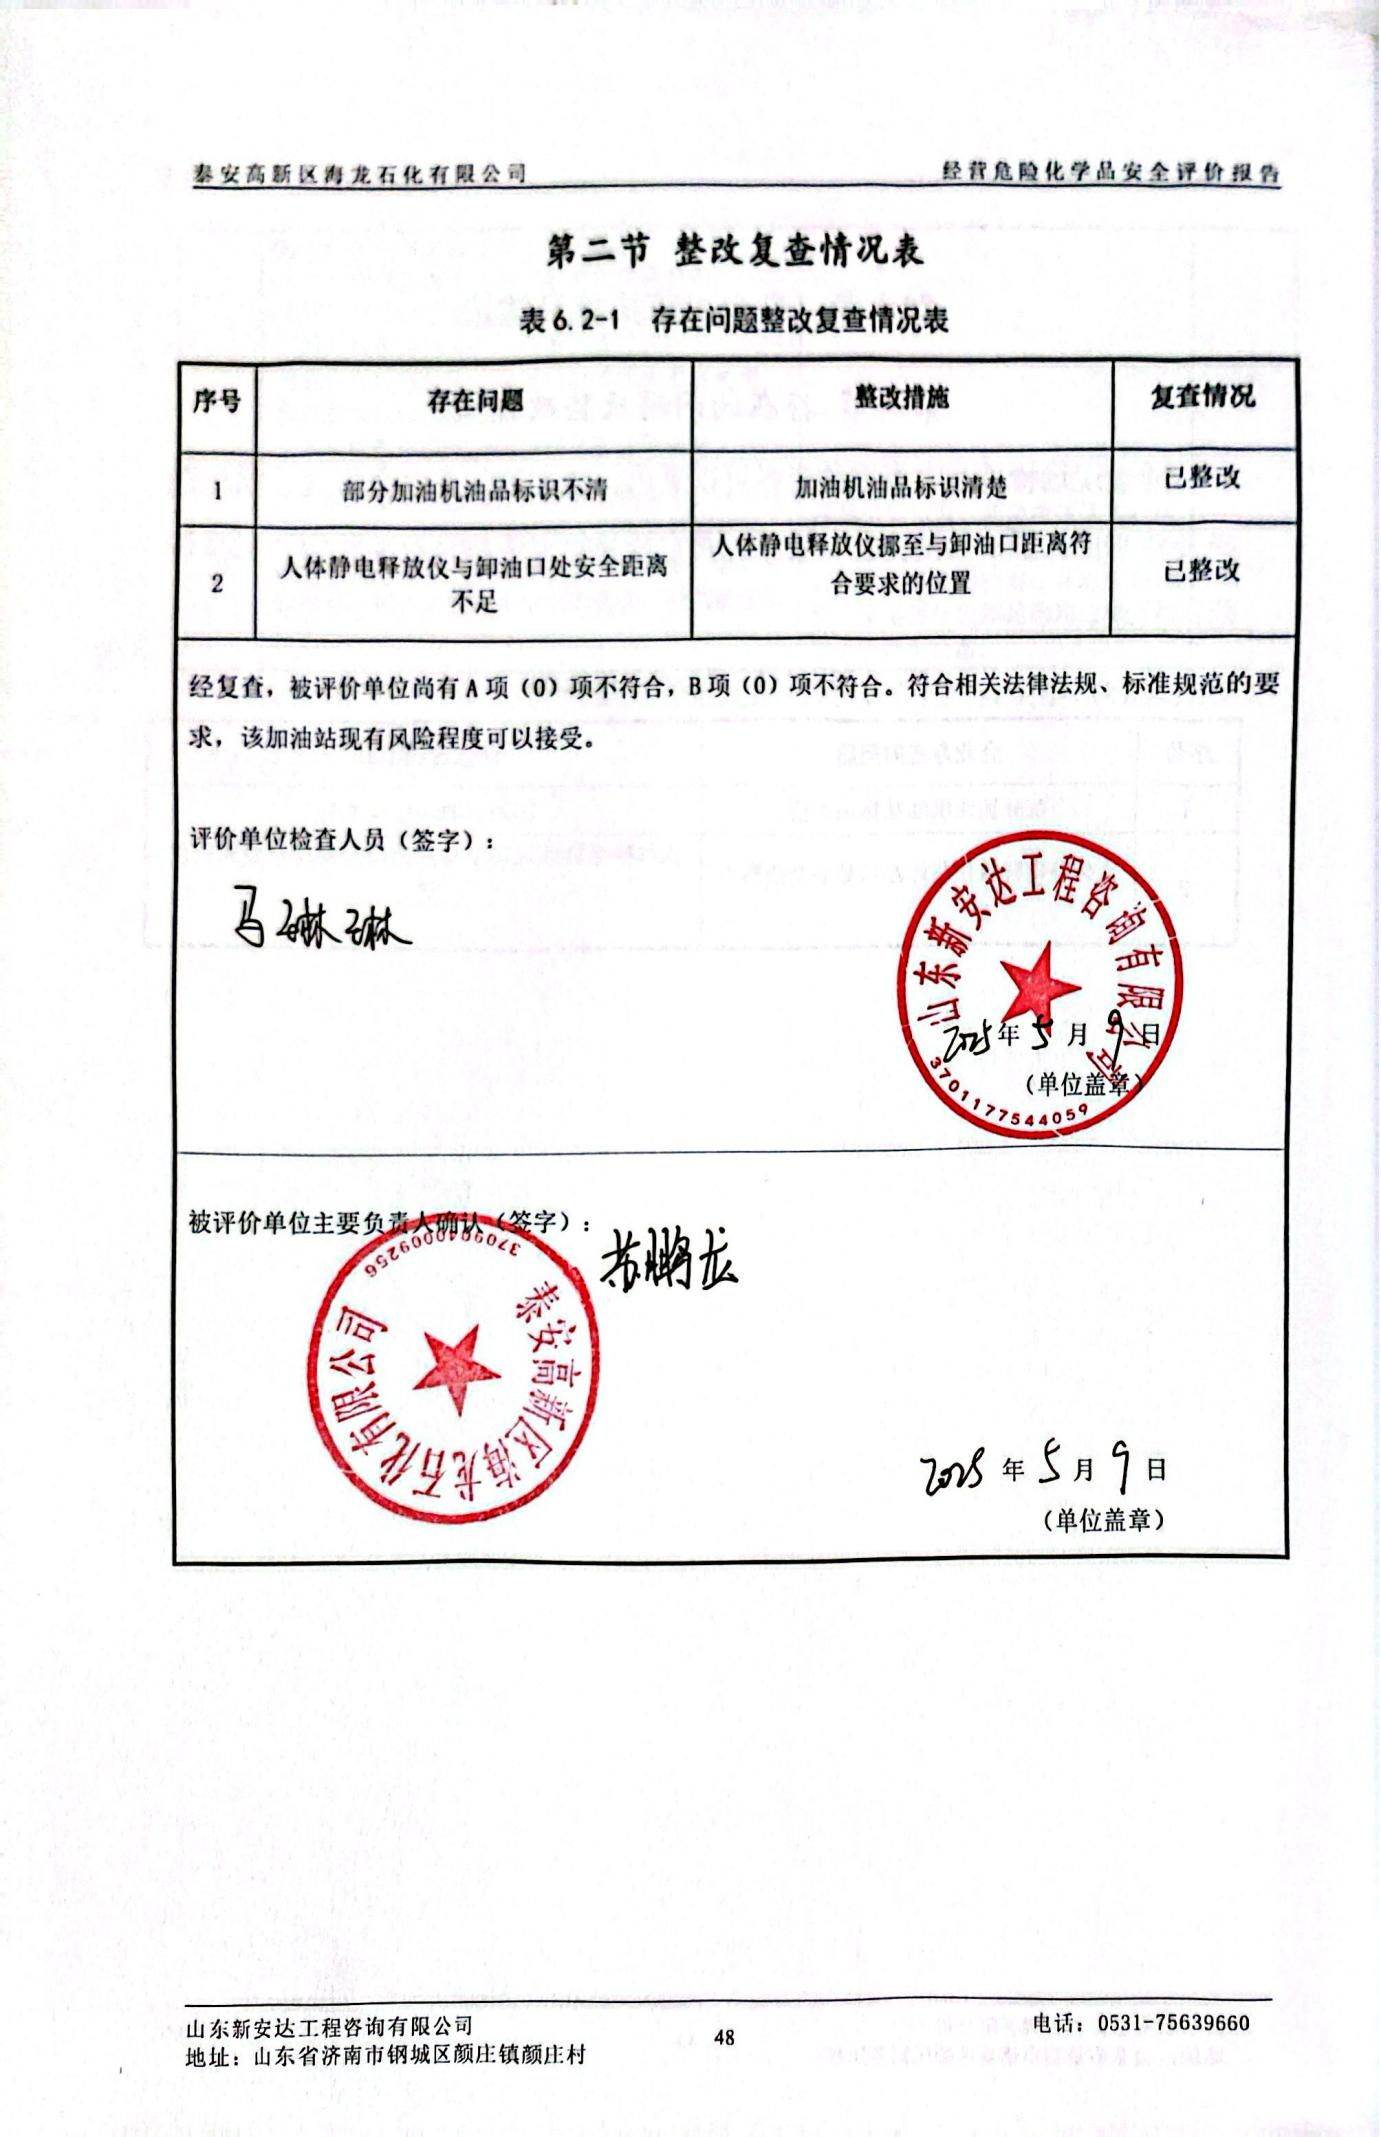 泰安高新区海龙石化有限公司 经营危险化学品安全评价报告
第二节 整改复查情况表
表 6.2-1 存在问题整改复查情况表
序号 存在问题 整改措施 复查情况
1 部分加油机油品标识不清 加油机油品标识清楚 已整改
2 人体静电释放仪与卸油口处安全距离 人体静电释放仪挪至与卸油口距离符 已整改
不足 合要求的位置
经复查，被评价单位尚有 A 项（0）项不符合，B 项（0）项不符合。符合相关法律法规、标准规范的要
求，该加油站现有风险程度可以接受。
评价单位检查人员（签字）：
马琳琳
山东新安达工程咨询有限公司
2025 年 5 月 9 日
（单位盖章）
3701177544059
被评价单位主要负责人确认（签字）：
苏鹏龙
泰安高新区海龙石化有限公司
2025 年 5 月 9 日
（单位盖章）
山东新安达工程咨询有限公司
地址：山东省济南市钢城区颜庄镇颜庄村
48
电话：0531-75639660